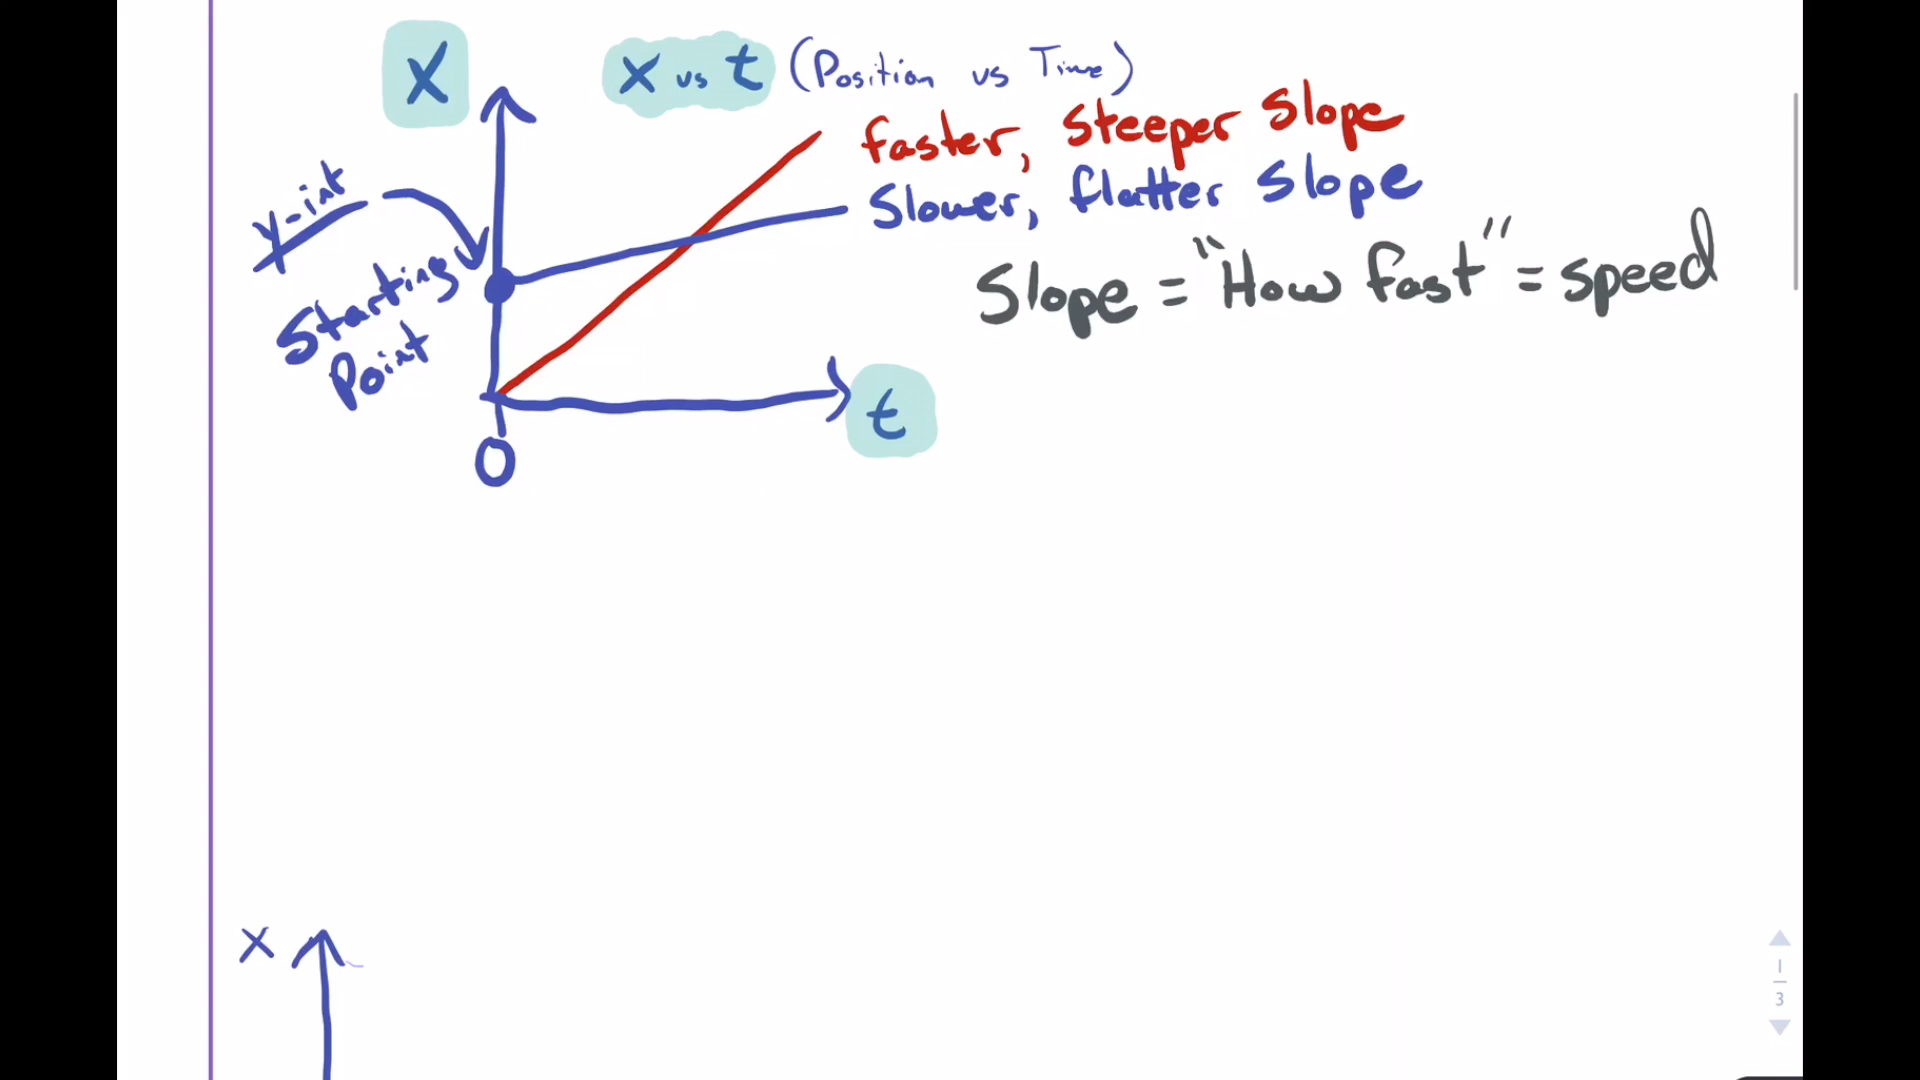 X
x vs t (Position vs Time)
faster, steeper slope
slower, flatter slope
Slope = "How fast" = speed
y-int
Starting
Point
t
0
x
1
3